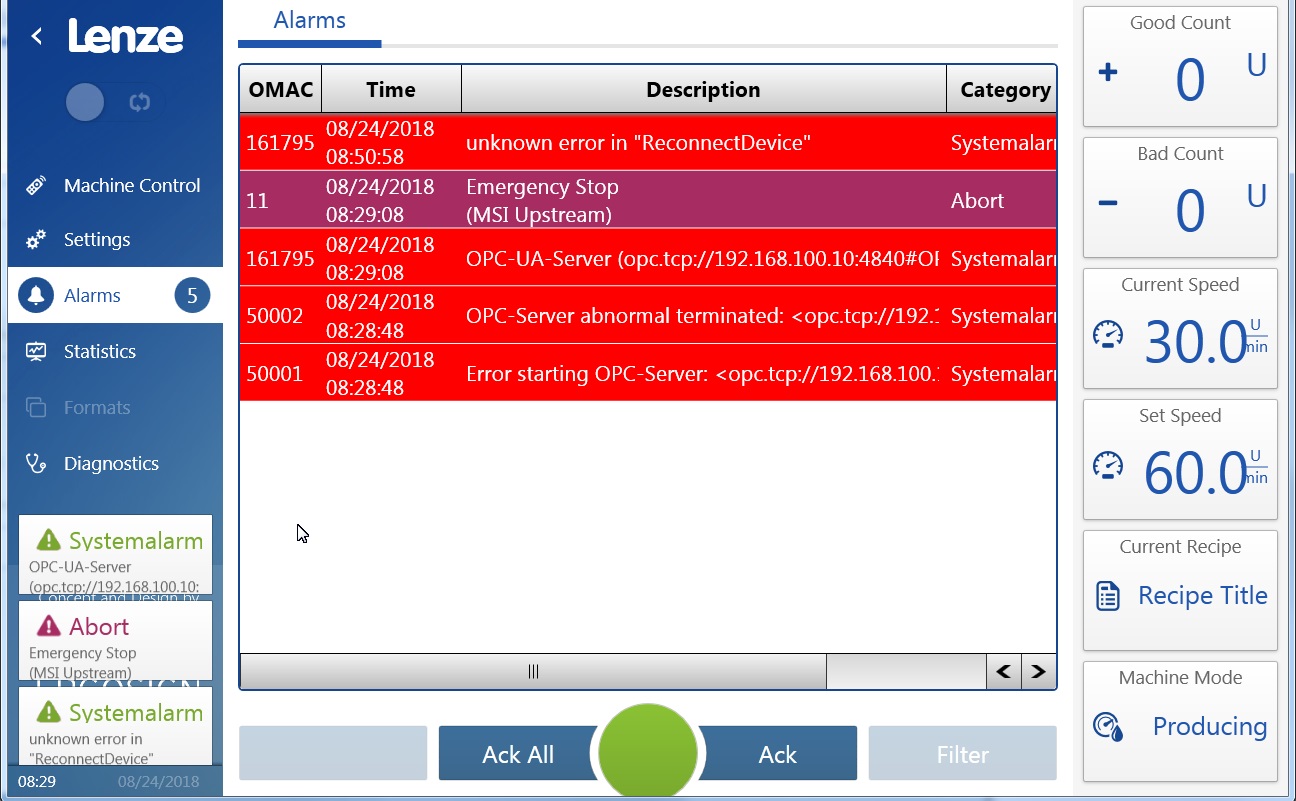 Lenze
Machine Control
Settings
Alarms
5
Statistics
Formats
Diagnostics
Systemalarm
OPC-UA-Server
(opc.tcp://192.168.100.10:
Concept and Design by
Abort
Emergency Stop
(MSI Upstream)
ERGOSIGN
Systemalarm
unknown error in
"ReconnectDevice"
08:29 08/24/2018
Alarms
OMAC Time Description Category
161795 08/24/2018 08:50:58 unknown error in "ReconnectDevice" Systemalarm
11 08/24/2018 08:29:08 Emergency Stop (MSI Upstream) Abort
161795 08/24/2018 08:29:08 OPC-UA-Server (opc.tcp://192.168.100.10:4840#OP Systemalarm
50002 08/24/2018 08:28:48 OPC-Server abnormal terminated: <opc.tcp://192.1 Systemalarm
50001 08/24/2018 08:28:48 Error starting OPC-Server: <opc.tcp://192.168.100. Systemalarm
Ack All
Ack
Filter
Good Count
+ 0 U
Bad Count
− 0 U
Current Speed
30.0 U/min
Set Speed
60.0 U/min
Current Recipe
Recipe Title
Machine Mode
Producing